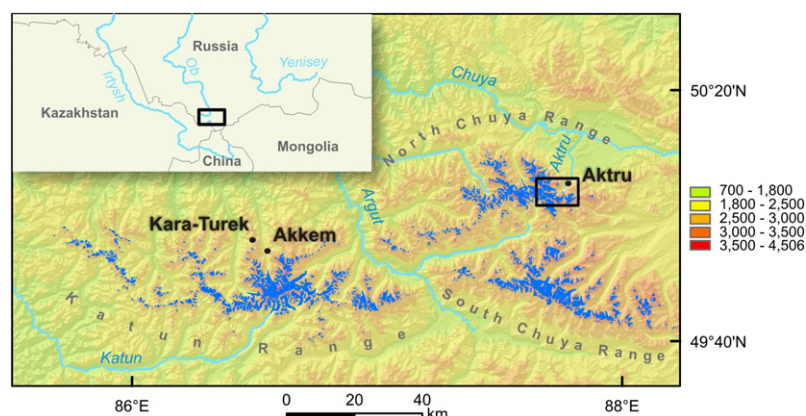 Russia
Irtysh
Ob
Yenisey
Kazakhstan
China
Mongolia
Chuya
50°20'
North Chuya Range
Aktru
Aktru
Argut
Kara-Turek
Akkem
Katun Range
South Chuya Range
Katun
49°40'
700 - 1,800
1,800 - 2,500
2,500 - 3,000
3,000 - 3,500
3,500 - 4,506
86°E
88°E
0 20 40
km